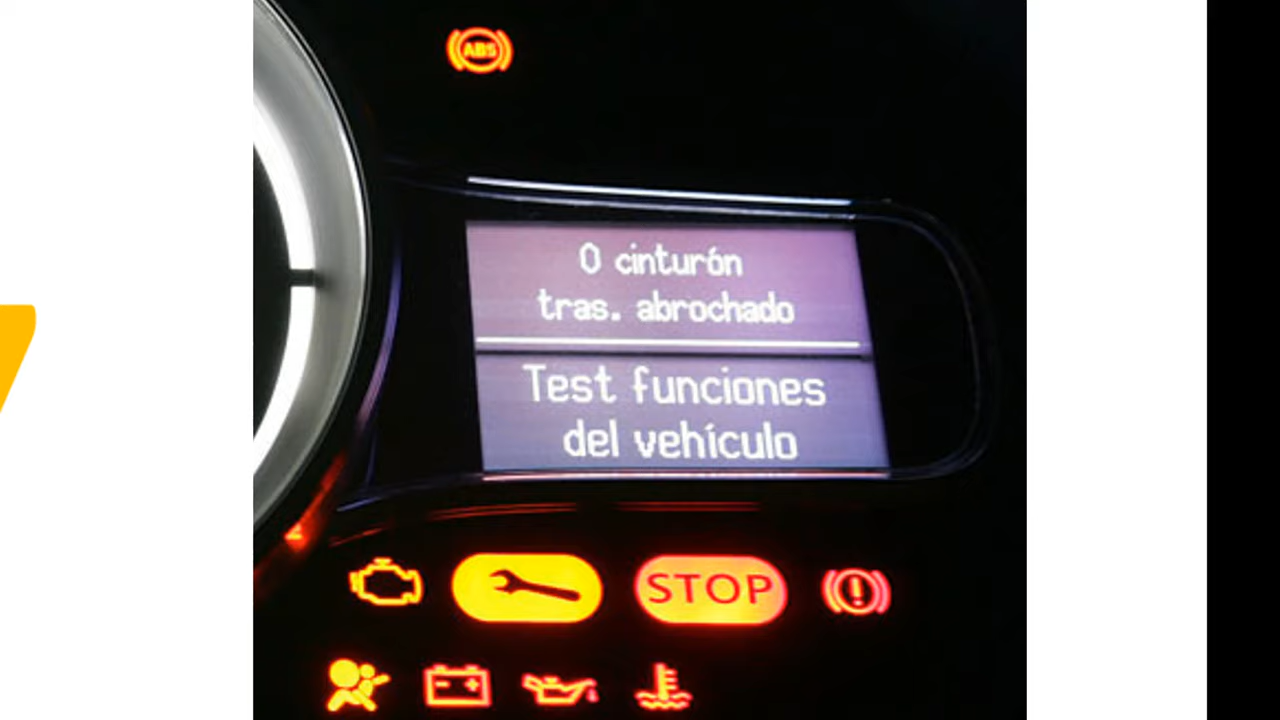 ABS
0 cinturón
tras. abrochado
Test funciones
del vehículo
STOP